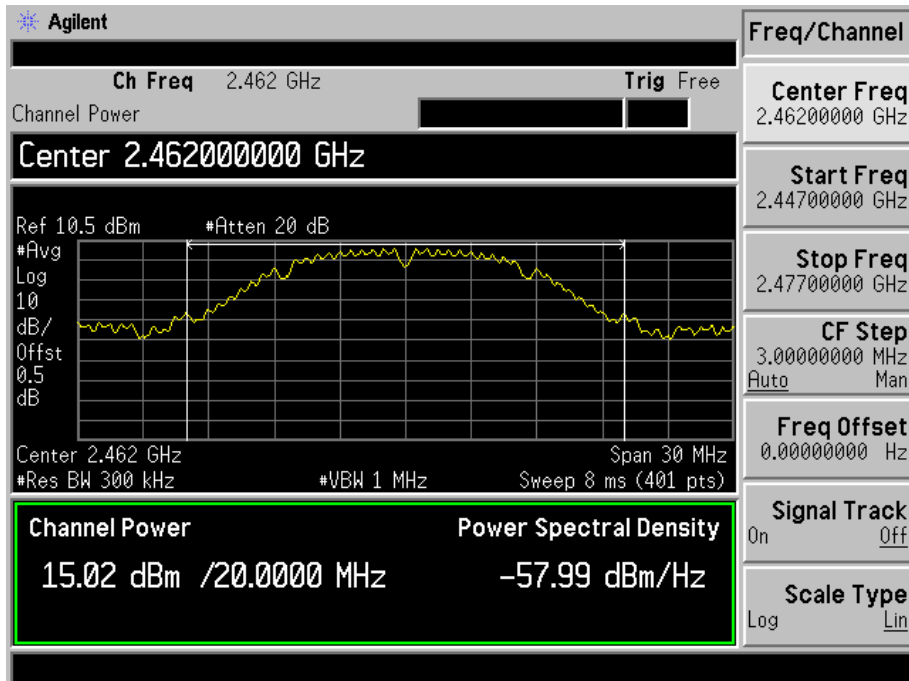 Agilent
Freq/Channel
Ch Freq 2.462 GHz Trig Free
Channel Power
Center 2.462000000 GHz
Ref 10.5 dBm #Atten 20 dB
#Avg
Log
10
dB/
Offst
0.5
dB
Center 2.462 GHz Span 30 MHz
#Res BW 300 kHz #VBW 1 MHz Sweep 8 ms (401 pts)
Channel Power Power Spectral Density
15.02 dBm /20.0000 MHz -57.99 dBm/Hz
Center Freq
2.46200000 GHz
Start Freq
2.44700000 GHz
Stop Freq
2.47700000 GHz
CF Step
3.00000000 MHz
Auto Man
Freq Offset
0.00000000 Hz
Signal Track
On Off
Scale Type
Log Lin